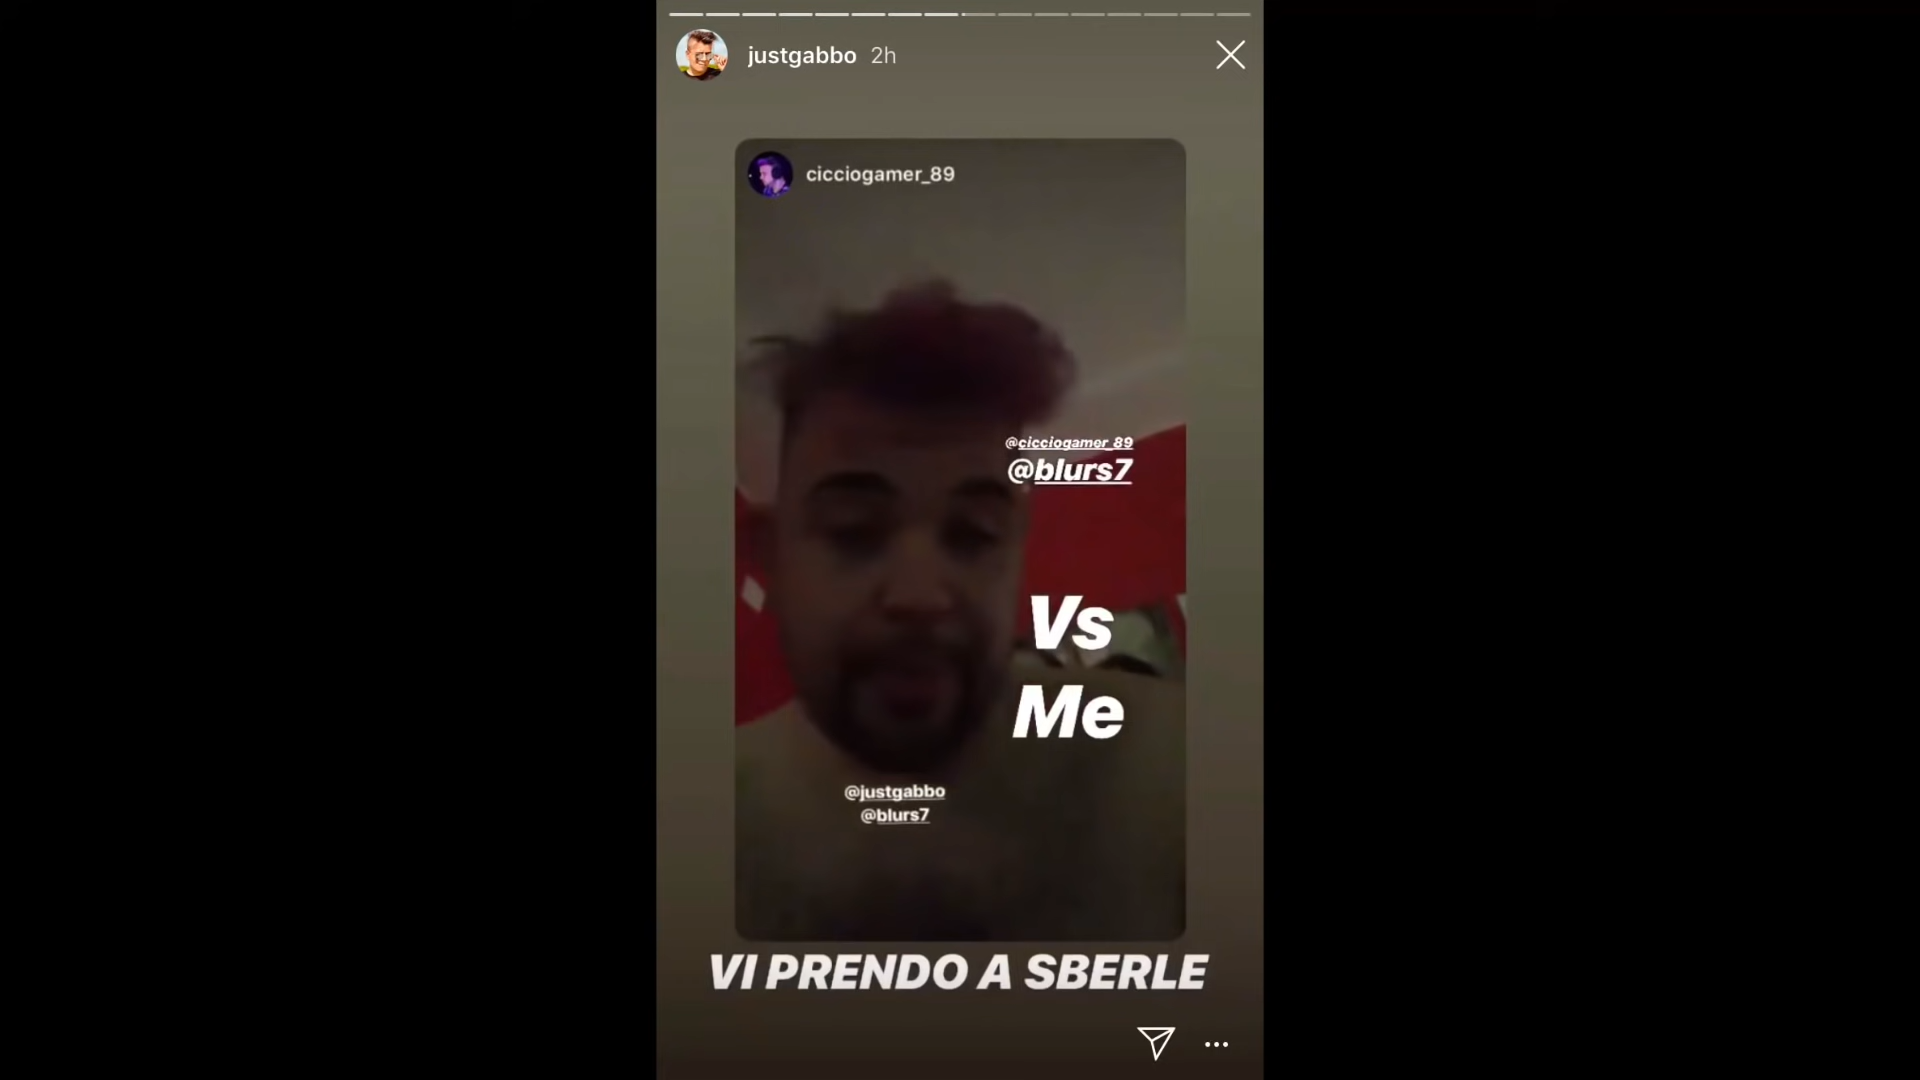 justgabbo 2h
cicciogamer_89
@cicciogamer_89
@blurs7
Vs
Me
@justgabbo
@blurs7
VI PRENDO A SBERLE